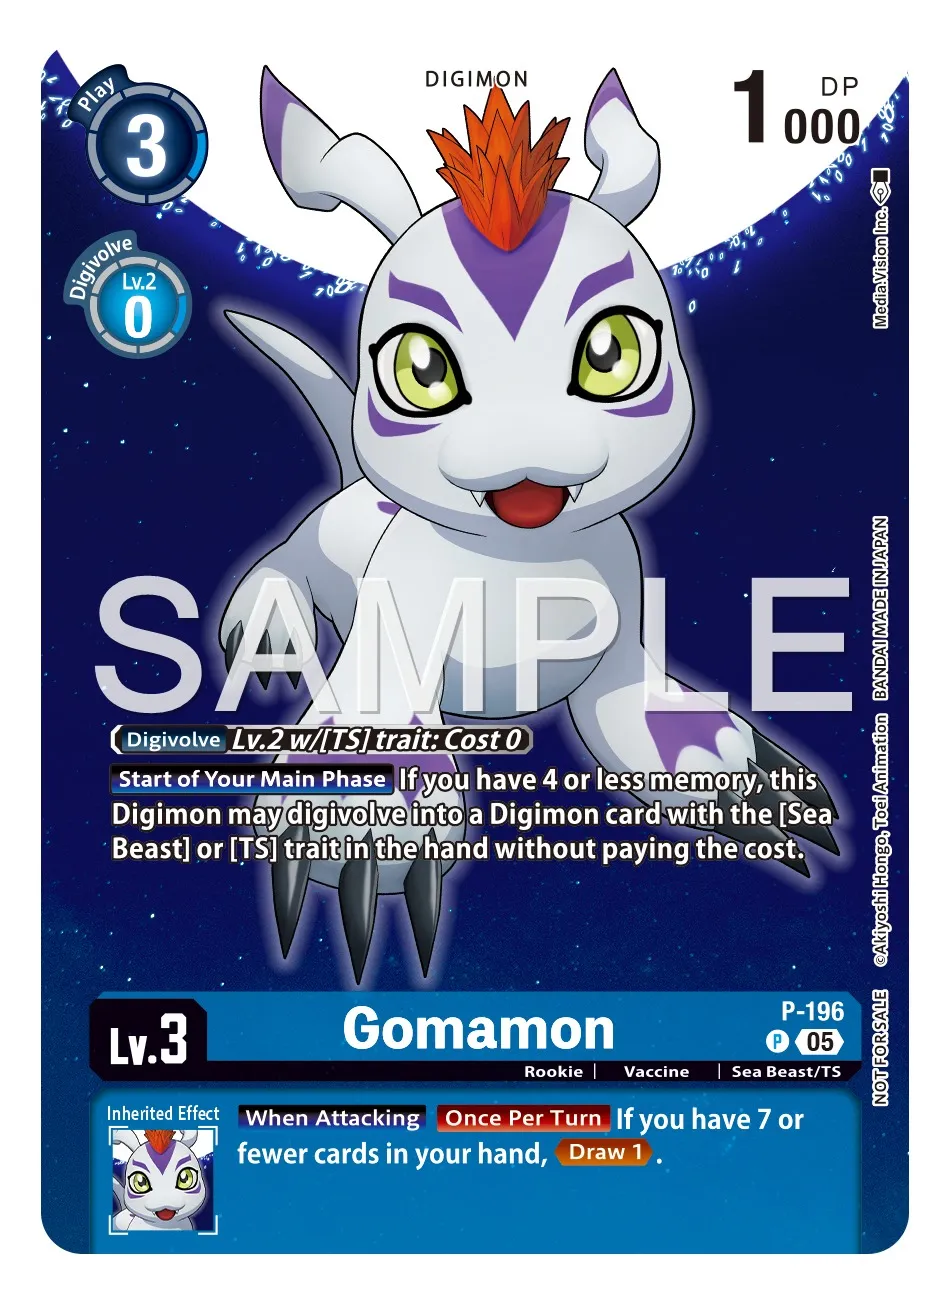 DIGIMON
Play
3
1000
DP
Digivolve
Lv.2
0
Media.Vision Inc.
SAMPLE
Digivolve Lv.2 w/[TS] trait: Cost 0
Start of Your Main Phase If you have 4 or less memory, this
Digimon may digivolve into a Digimon card with the [Sea
Beast] or [TS] trait in the hand without paying the cost.
©Akiyoshi Hongo, Toei Animation BANDAI MADE IN JAPAN
NOT FOR SALE
Lv.3
Gomamon
P-196
P 05
Rookie | Vaccine | Sea Beast/TS
Inherited Effect
When Attacking Once Per Turn If you have 7 or
fewer cards in your hand, Draw 1 .